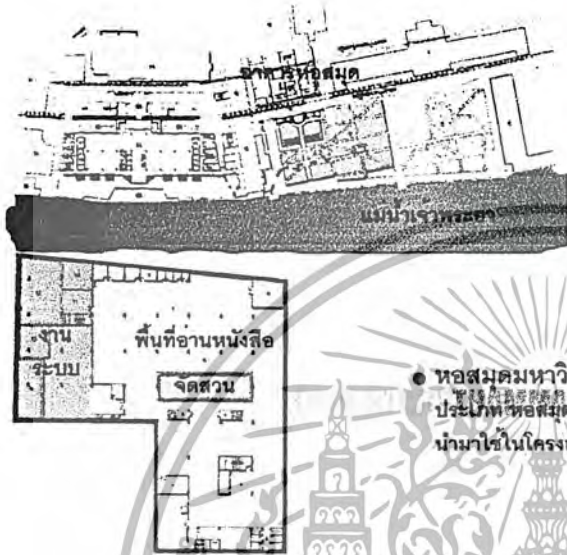 อาคารหอสมุด
แม่น้ำเจ้าพระยา
งาน
ระบบ
พื้นที่อ่านหนังสือ
จัดสวน
● หอสมุดมหาวิ
ประเภทหอสมุด
นำมาใช้ในโครง